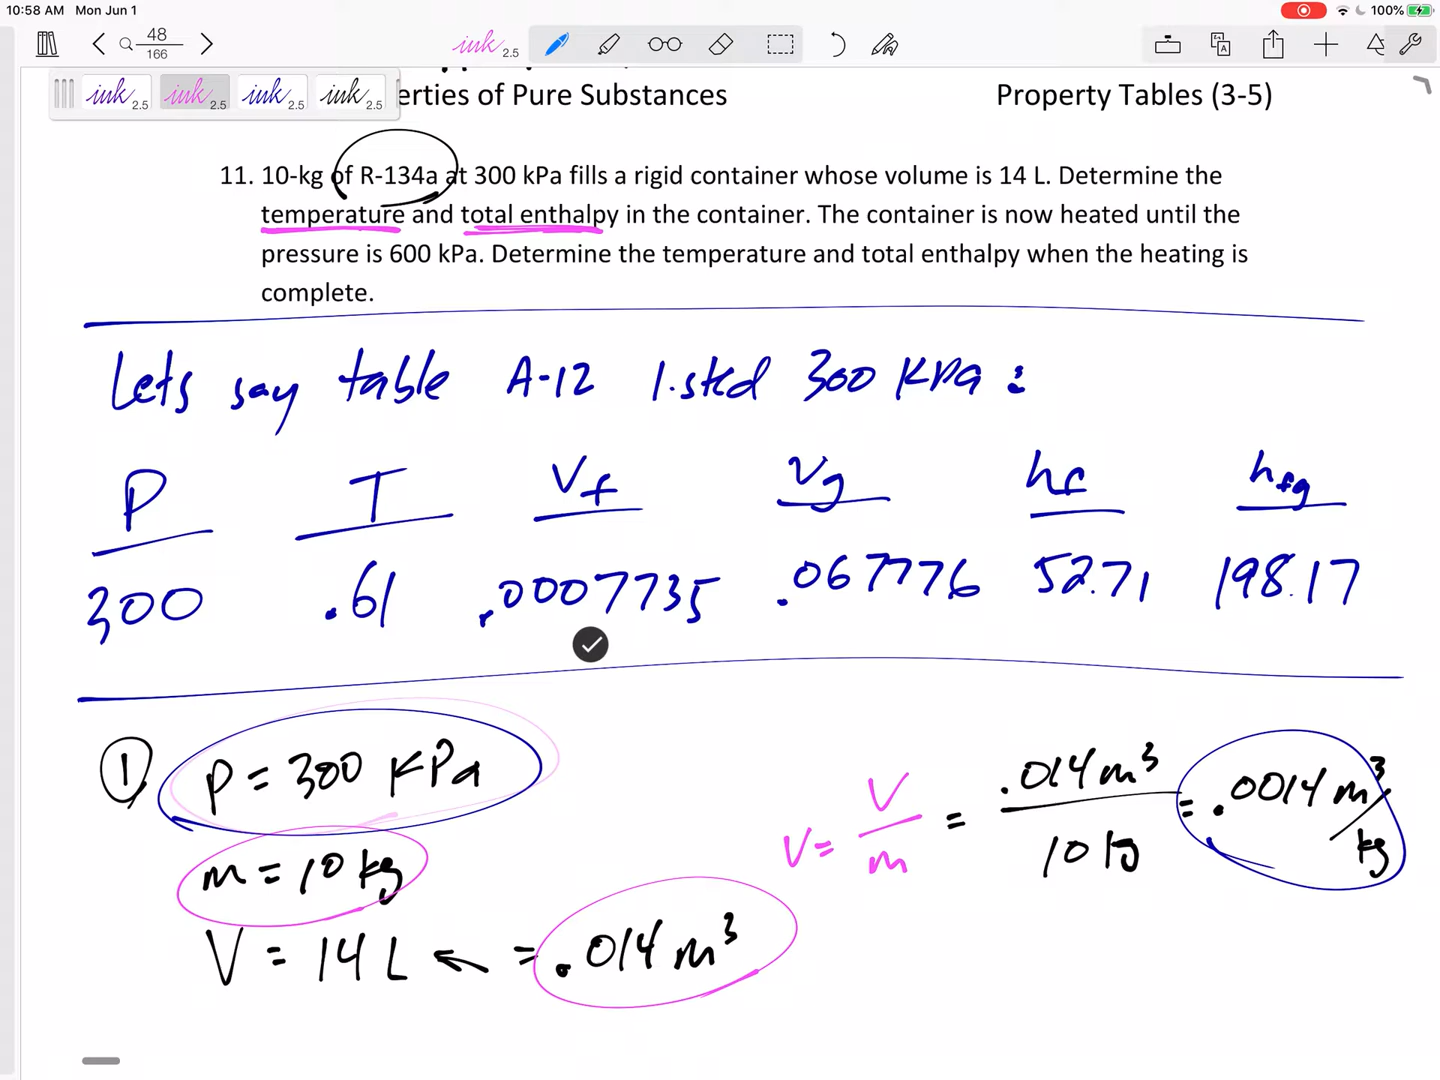 10:58 AM Mon Jun 1
100%
48
166
ink 2.5
ink 2.5 ink 2.5 ink 2.5 ink 2.5
erties of Pure Substances Property Tables (3-5)
11. 10-kg of R-134a at 300 kPa fills a rigid container whose volume is 14 L. Determine the
temperature and total enthalpy in the container. The container is now heated until the
pressure is 600 kPa. Determine the temperature and total enthalpy when the heating is
complete.
Lets say table A-12 listed 300 KPa :
P T Vf Vg hf hfg
300 .61 .0007735 .067776 52.71 198.17
1 P = 300 KPa
m = 10 kg
V = 14 L ← = .014 m³
V = V/m = .014 m³/10 kg = .0014 m³/kg